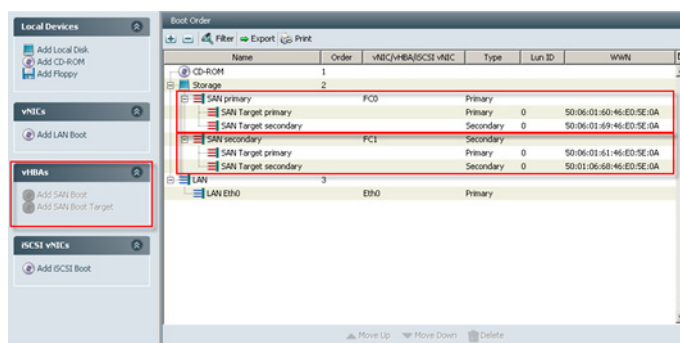 Local Devices
Add Local Disk
Add CD-ROM
Add Floppy
vNICs
Add LAN Boot
vHBAs
Add SAN Boot
Add SAN Boot Target
iSCSI vNICs
Add iSCSI Boot
Boot Order
Filter Export Print
Name Order vNIC/vHBA/iSCSI vNIC Type Lun ID WWN
CD-ROM 1
Storage 2
SAN primary FC0 Primary
SAN Target primary Primary 0 50:06:01:60:46:E0:5E:0A
SAN Target secondary Secondary 0 50:06:01:69:46:E0:5E:0A
SAN secondary FC1 Secondary
SAN Target primary Primary 0 50:06:01:61:46:E0:5E:0A
SAN Target secondary Secondary 0 50:01:06:68:46:E0:5E:0A
LAN 3
LAN Eth0 Eth0 Primary
Move Up Move Down Delete